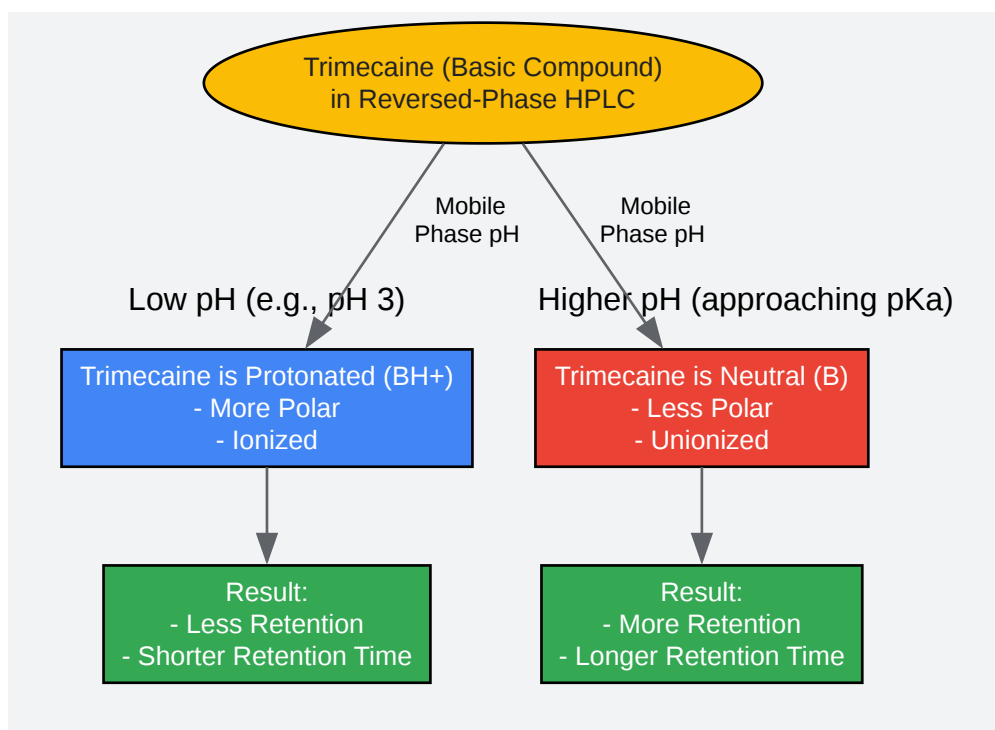 Trimecaine (Basic Compound)
in Reversed-Phase HPLC
Mobile
Phase pH
Mobile
Phase pH
Low pH (e.g., pH 3)
Higher pH (approaching pKa)
Trimecaine is Protonated (BH+)
- More Polar
- Ionized
Trimecaine is Neutral (B)
- Less Polar
- Unionized
Result:
- Less Retention
- Shorter Retention Time
Result:
- More Retention
- Longer Retention Time